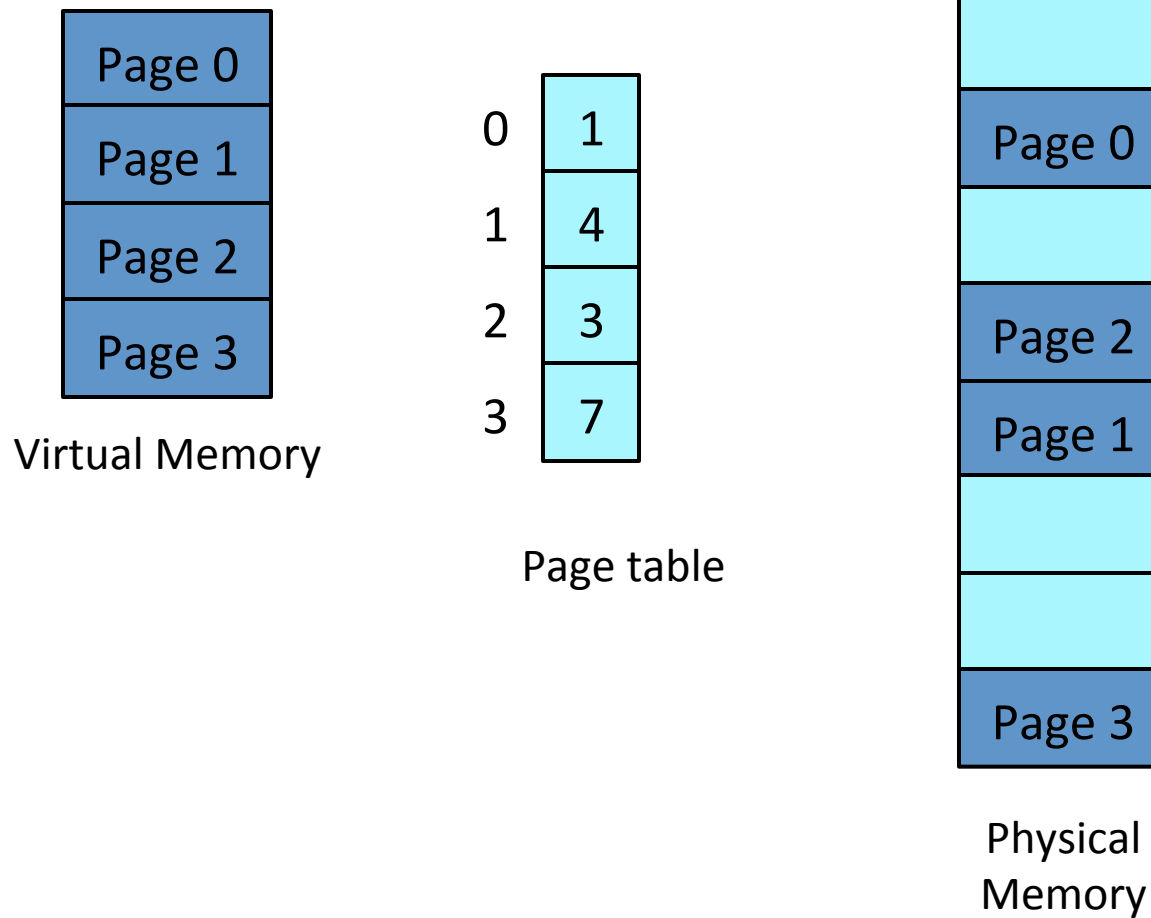 Page 0
Page 1
Page 2
Page 3
Virtual Memory
0 1
1 4
2 3
3 7
Page table
Page 0
Page 2
Page 1
Page 3
Physical
Memory